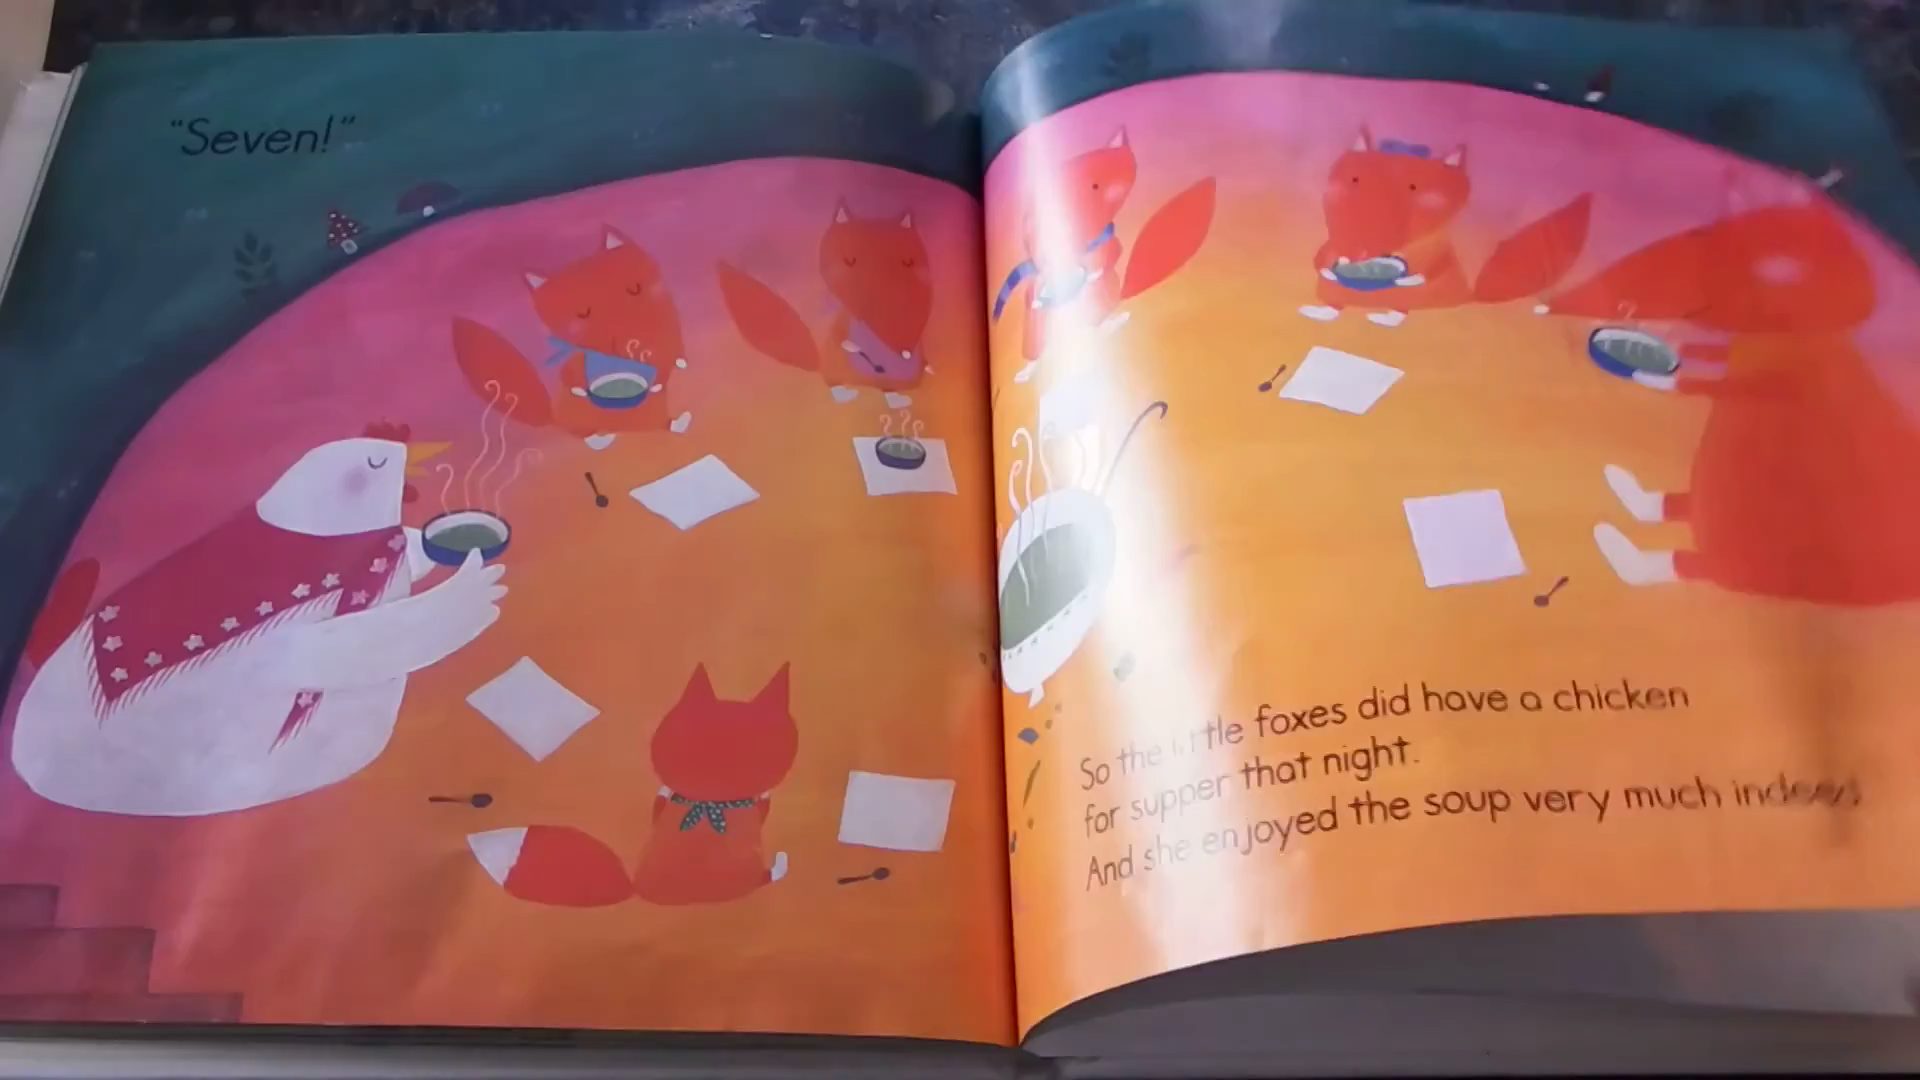 "Seven!"
So the little foxes did have a chicken
for supper that night.
And she enjoyed the soup very much indeed!